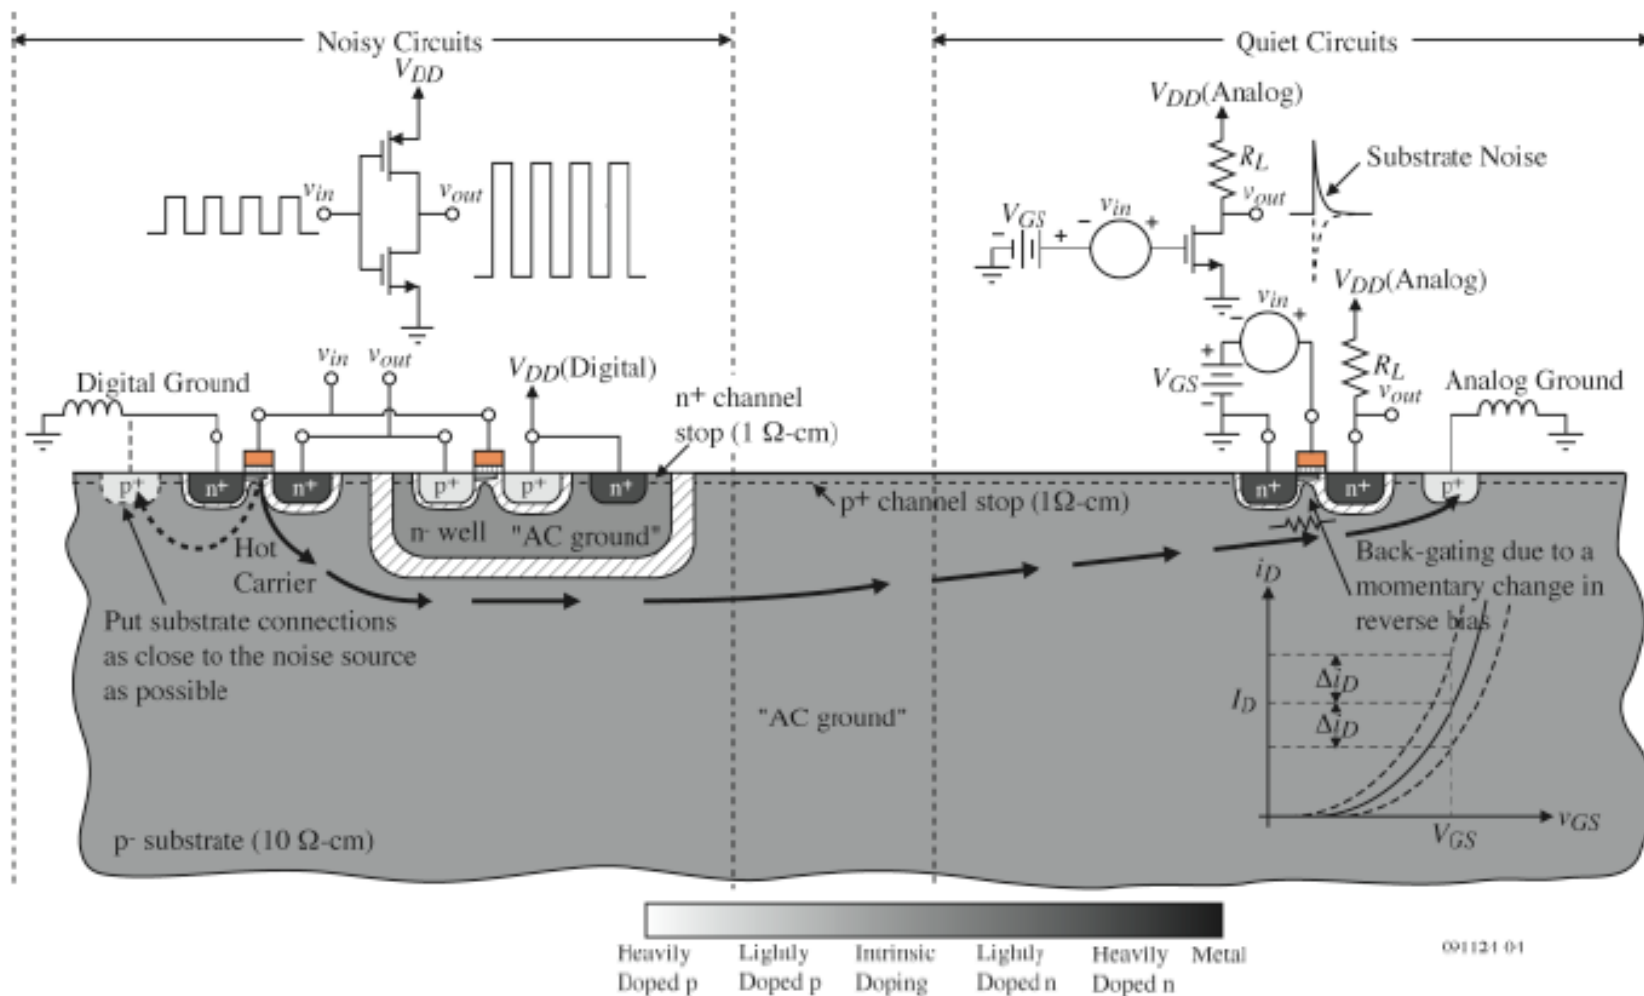 Noisy Circuits
Quiet Circuits
VDD
vin
vout
VDD(Analog)
RL
vout
Substrate Noise
VGS
- +
- vin +
VDD(Analog)
vin
- +
VGS
+
-
RL
vout
Analog Ground
Digital Ground
vin vout
VDD(Digital)
n+ channel
stop (1 Ω-cm)
p+ n+ n+ p+ p+ n+
n+ n+ p+
p+ channel stop (1Ω-cm)
n- well
"AC ground"
Hot
Carrier
Put substrate connections
as close to the noise source
as possible
Back-gating due to a
momentary change in
reverse bias
iD
ΔiD
ID
ΔiD
VGS
vGS
"AC ground"
p- substrate (10 Ω-cm)
Heavily
Doped p
Lightly
Doped p
Intrinsic
Doping
Lightly
Doped n
Heavily
Doped n
Metal
091124-04